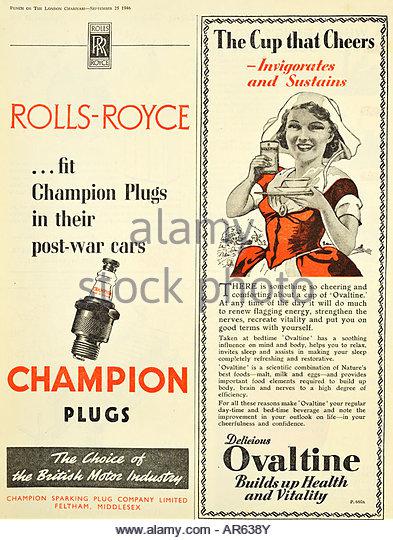 PUNCH OR THE LONDON CHARIVARI—SEPTEMBER 25 1946
ROLLS
RR
ROYCE
ROLLS-ROYCE
...fit
Champion Plugs
in their
post-war cars
CHAMPION
PLUGS
The Choice of
the British Motor Industry
CHAMPION SPARKING PLUG COMPANY LIMITED
FELTHAM, MIDDLESEX
The Cup that Cheers
—Invigorates
and Sustains
THERE is something so cheering and
comforting in a cup of 'Ovaltine.'
At any time of the day it will do much
to renew flagging energy, strengthen the
nerves, recreate vitality and put you on
good terms with yourself.
Taken at bedtime 'Ovaltine' has a soothing
influence on mind and body, helps you to relax,
invites sleep and assists in making your sleep
completely refreshing and restorative.
'Ovaltine' is a scientific combination of Nature's
best foods—malt, milk and eggs—and provides
important food elements required to build up
body, brain and nerves to a high degree of
efficiency.
For all these reasons make 'Ovaltine' your regular
day-time and bed-time beverage and note the
improvement in your outlook on life—in your
cheerfulness and confidence.
Delicious
Ovaltine
Builds up Health
and Vitality
P.660A
alamy
stock photo
alamy stock photo
AR638Y
www.alamy.com